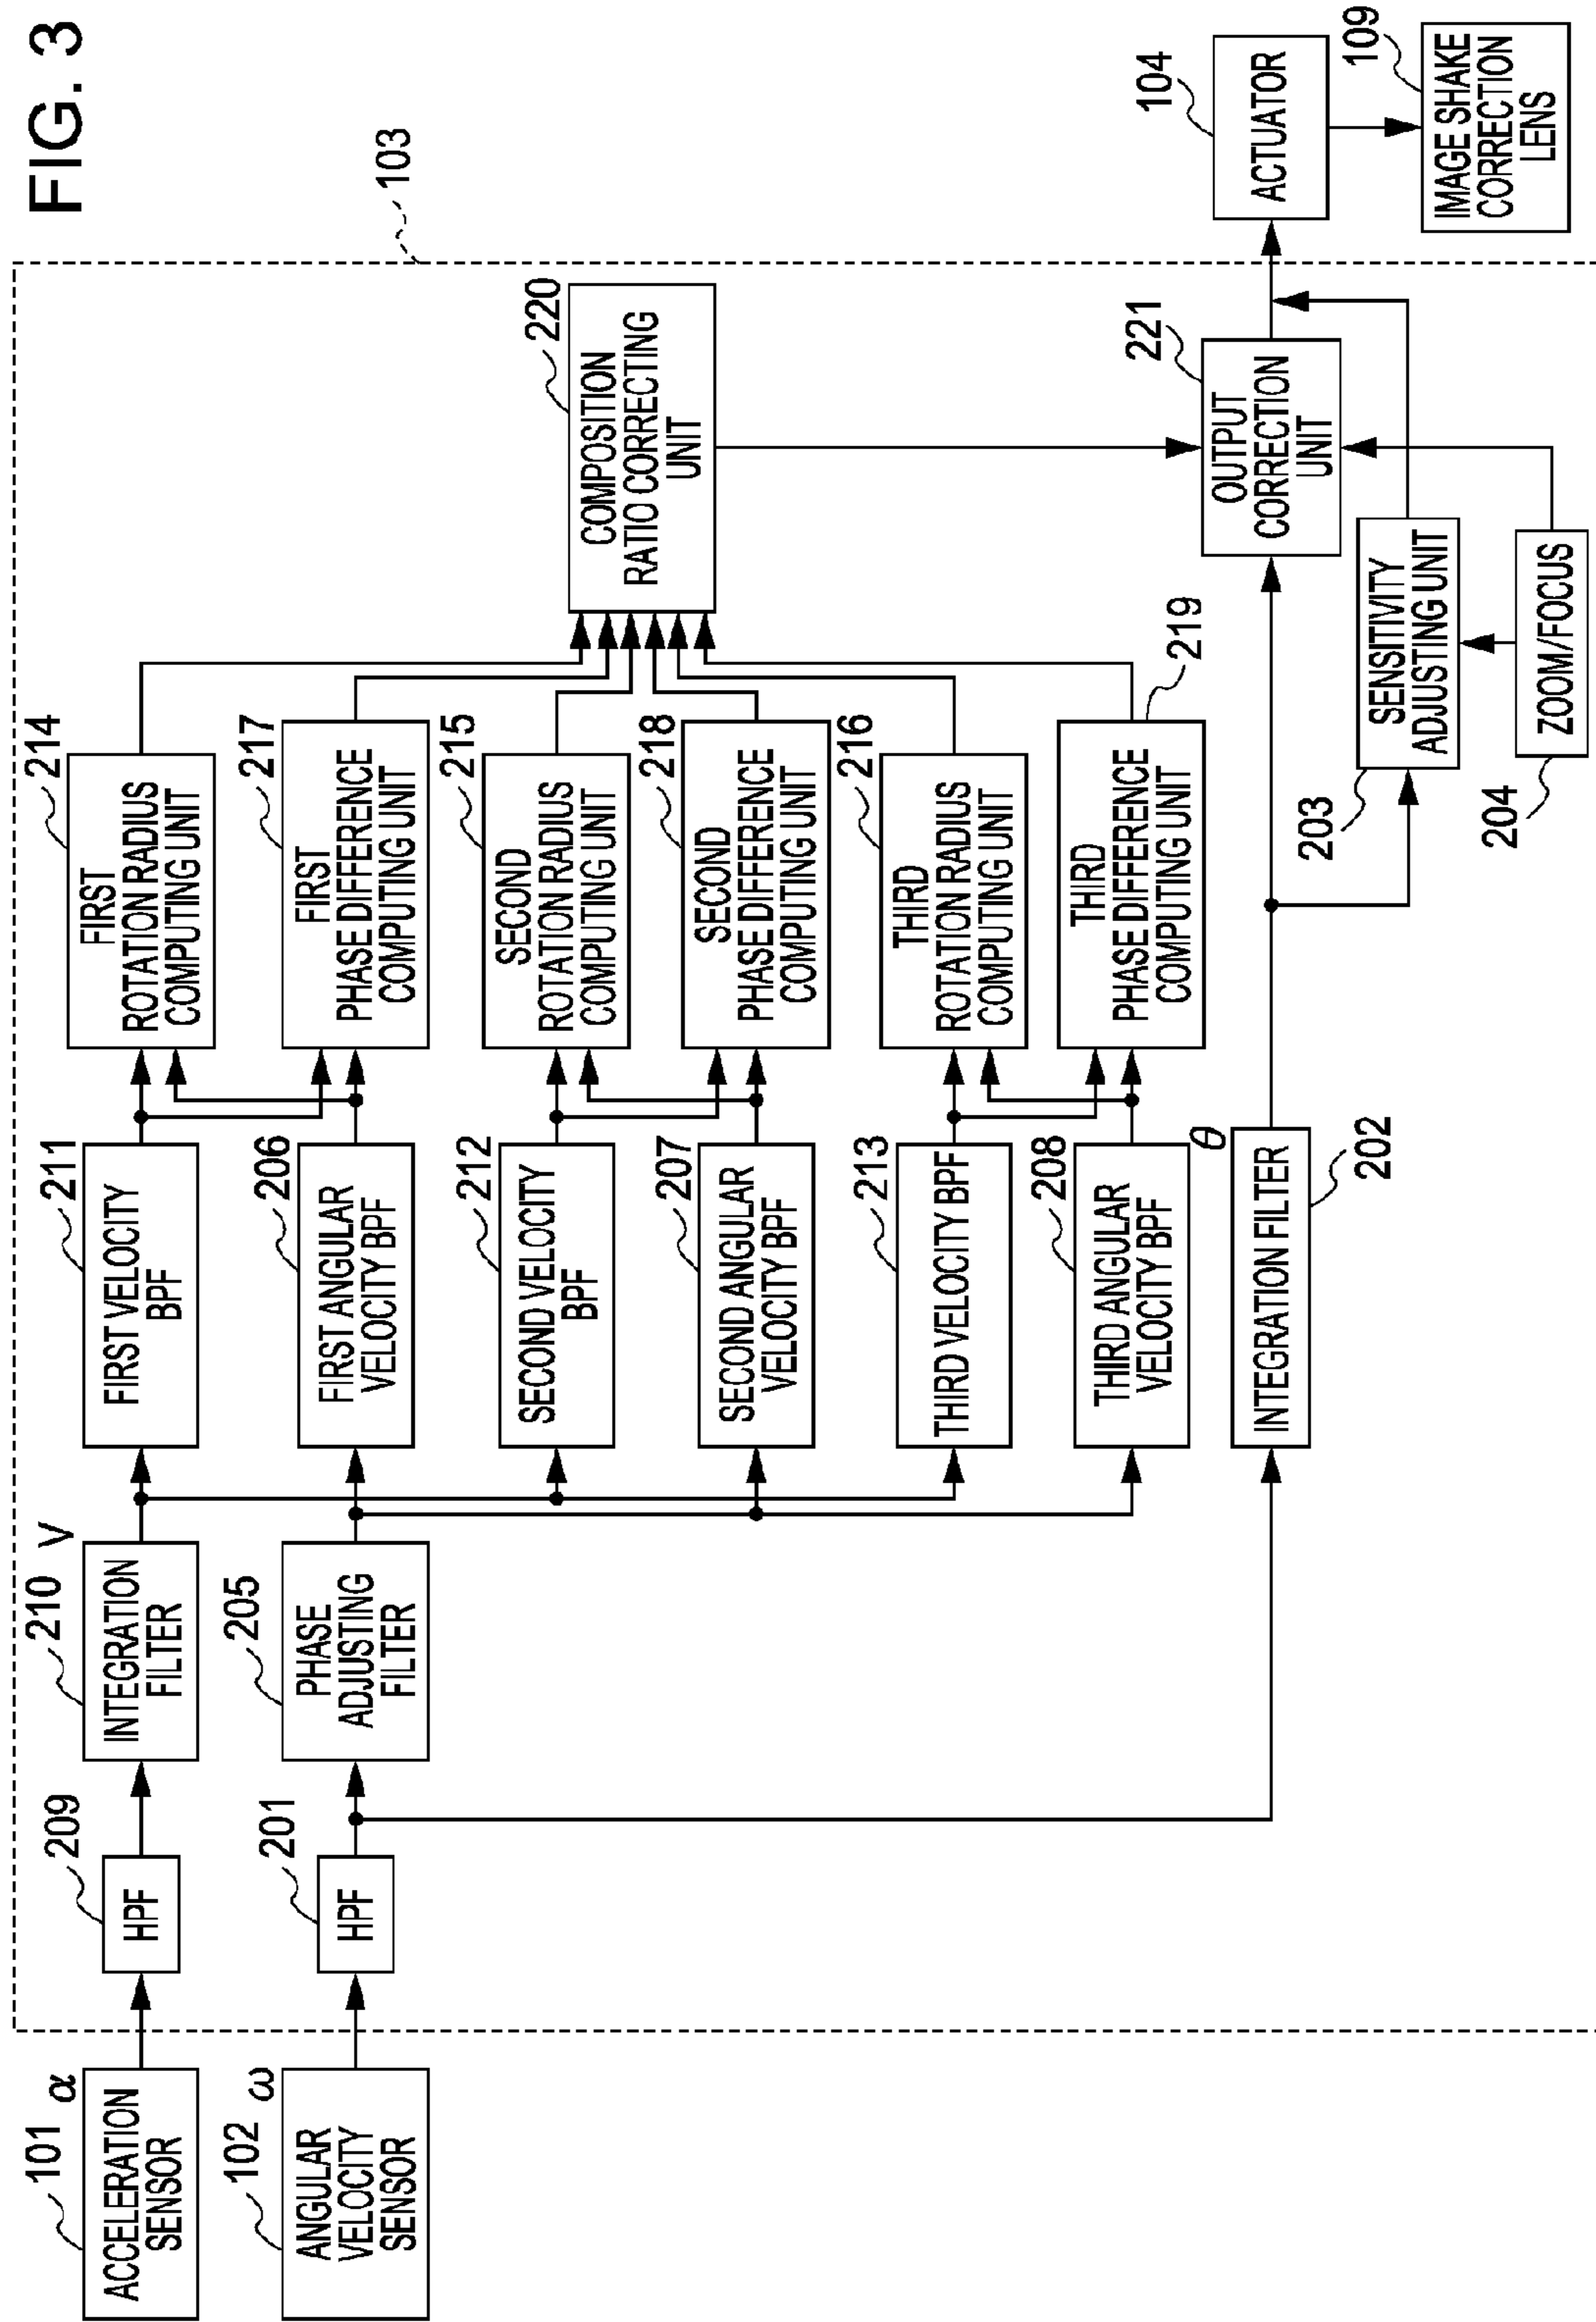 FIG. 3
103
101
α
ACCELERATION
SENSOR
209
HPF
210
V
INTEGRATION
FILTER
211
FIRST VELOCITY
BPF
214
FIRST
ROTATION RADIUS
COMPUTING UNIT
102
ω
ANGULAR
VELOCITY
SENSOR
201
HPF
205
PHASE
ADJUSTING
FILTER
206
FIRST ANGULAR
VELOCITY BPF
217
FIRST
PHASE DIFFERENCE
COMPUTING UNIT
212
SECOND VELOCITY
BPF
215
SECOND
ROTATION RADIUS
COMPUTING UNIT
220
COMPOSITION
RATIO CORRECTING
UNIT
207
SECOND ANGULAR
VELOCITY BPF
218
SECOND
PHASE DIFFERENCE
COMPUTING UNIT
213
THIRD VELOCITY BPF
216
THIRD
ROTATION RADIUS
COMPUTING UNIT
208
THIRD ANGULAR
VELOCITY BPF
219
THIRD
PHASE DIFFERENCE
COMPUTING UNIT
θ
INTEGRATION FILTER
202
221
OUTPUT
CORRECTION
UNIT
104
ACTUATOR
203
SENSITIVITY
ADJUSTING UNIT
109
IMAGE SHAKE
CORRECTION
LENS
204
ZOOM/FOCUS